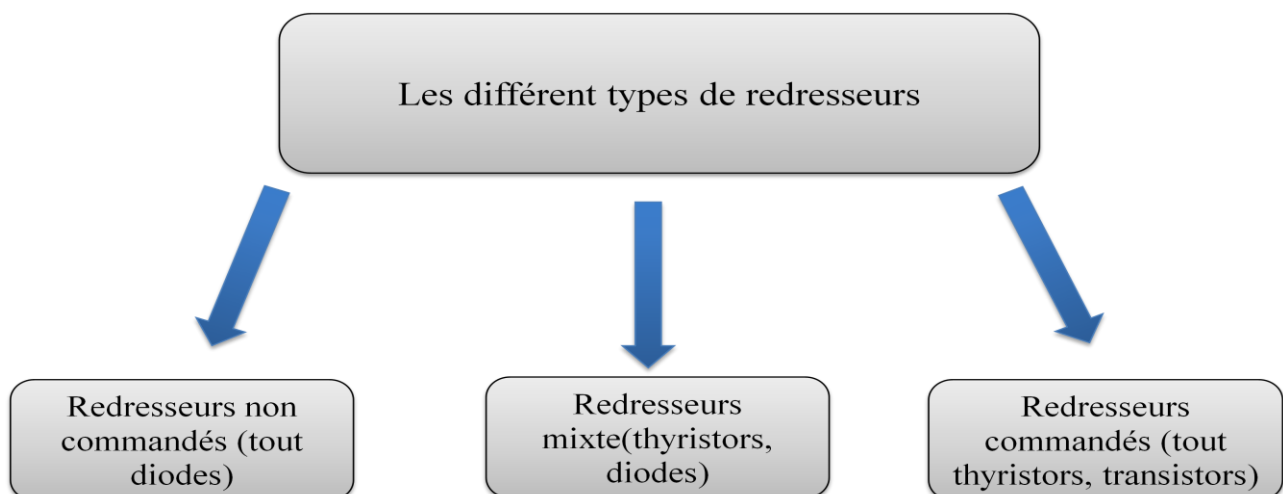 Les différent types de redresseurs
Redresseurs non
commandés (tout
diodes)
Redresseurs
mixte(thyristors,
diodes)
Redresseurs
commandés (tout
thyristors, transistors)